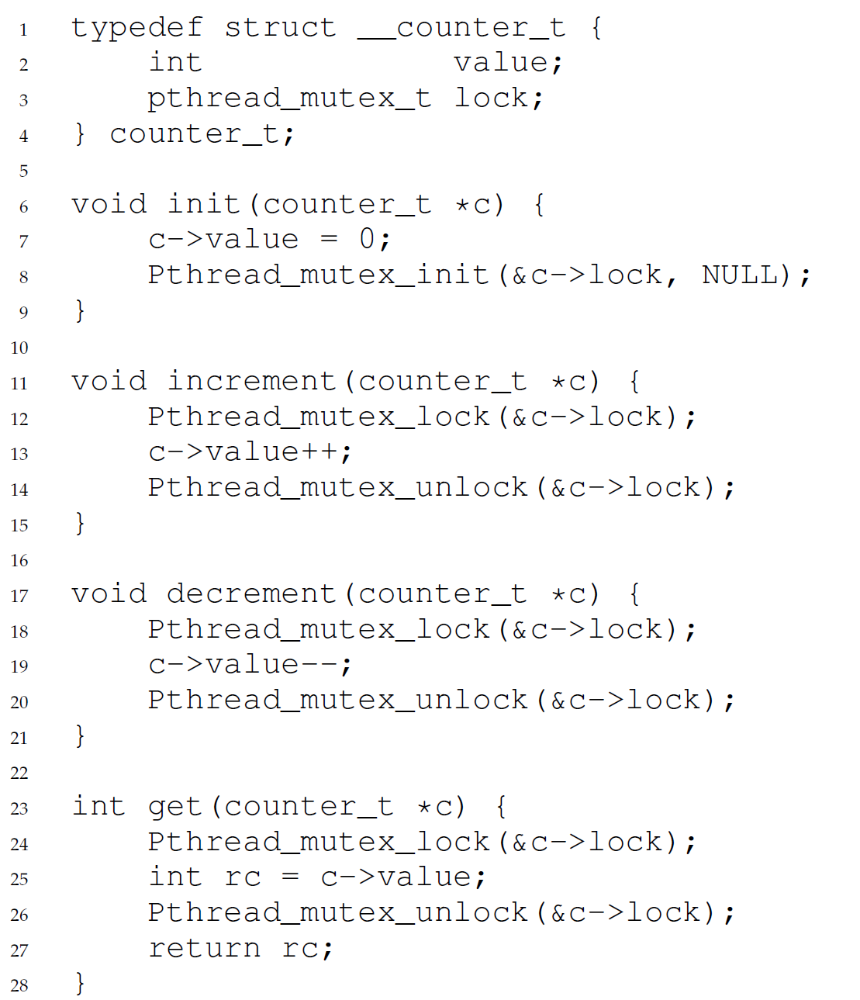 1 typedef struct __counter_t {
2 int value;
3 pthread_mutex_t lock;
4 } counter_t;
5
6 void init(counter_t *c) {
7 c->value = 0;
8 Pthread_mutex_init(&c->lock, NULL);
9 }
10
11 void increment(counter_t *c) {
12 Pthread_mutex_lock(&c->lock);
13 c->value++;
14 Pthread_mutex_unlock(&c->lock);
15 }
16
17 void decrement(counter_t *c) {
18 Pthread_mutex_lock(&c->lock);
19 c->value--;
20 Pthread_mutex_unlock(&c->lock);
21 }
22
23 int get(counter_t *c) {
24 Pthread_mutex_lock(&c->lock);
25 int rc = c->value;
26 Pthread_mutex_unlock(&c->lock);
27 return rc;
28 }